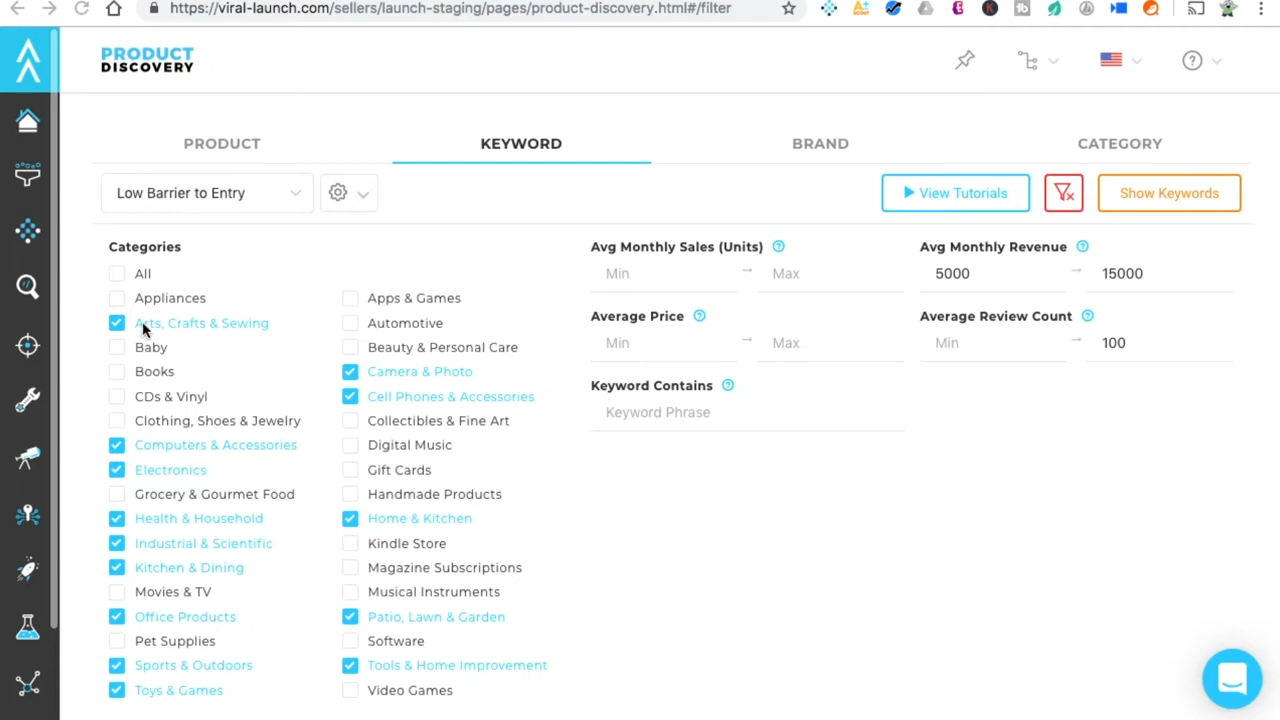 https://viral-launch.com/sellers/launch-staging/pages/product-discovery.html#/filter
PRODUCT
DISCOVERY
PRODUCT KEYWORD BRAND CATEGORY
Low Barrier to Entry
View Tutorials
Show Keywords
Categories
All
Appliances
Arts, Crafts & Sewing
Baby
Books
CDs & Vinyl
Clothing, Shoes & Jewelry
Computers & Accessories
Electronics
Grocery & Gourmet Food
Health & Household
Industrial & Scientific
Kitchen & Dining
Movies & TV
Office Products
Pet Supplies
Sports & Outdoors
Toys & Games
Apps & Games
Automotive
Beauty & Personal Care
Camera & Photo
Cell Phones & Accessories
Collectibles & Fine Art
Digital Music
Gift Cards
Handmade Products
Home & Kitchen
Kindle Store
Magazine Subscriptions
Musical Instruments
Patio, Lawn & Garden
Software
Tools & Home Improvement
Video Games
Avg Monthly Sales (Units)
Min → Max
Average Price
Min → Max
Keyword Contains
Keyword Phrase
Avg Monthly Revenue
5000 → 15000
Average Review Count
Min → 100